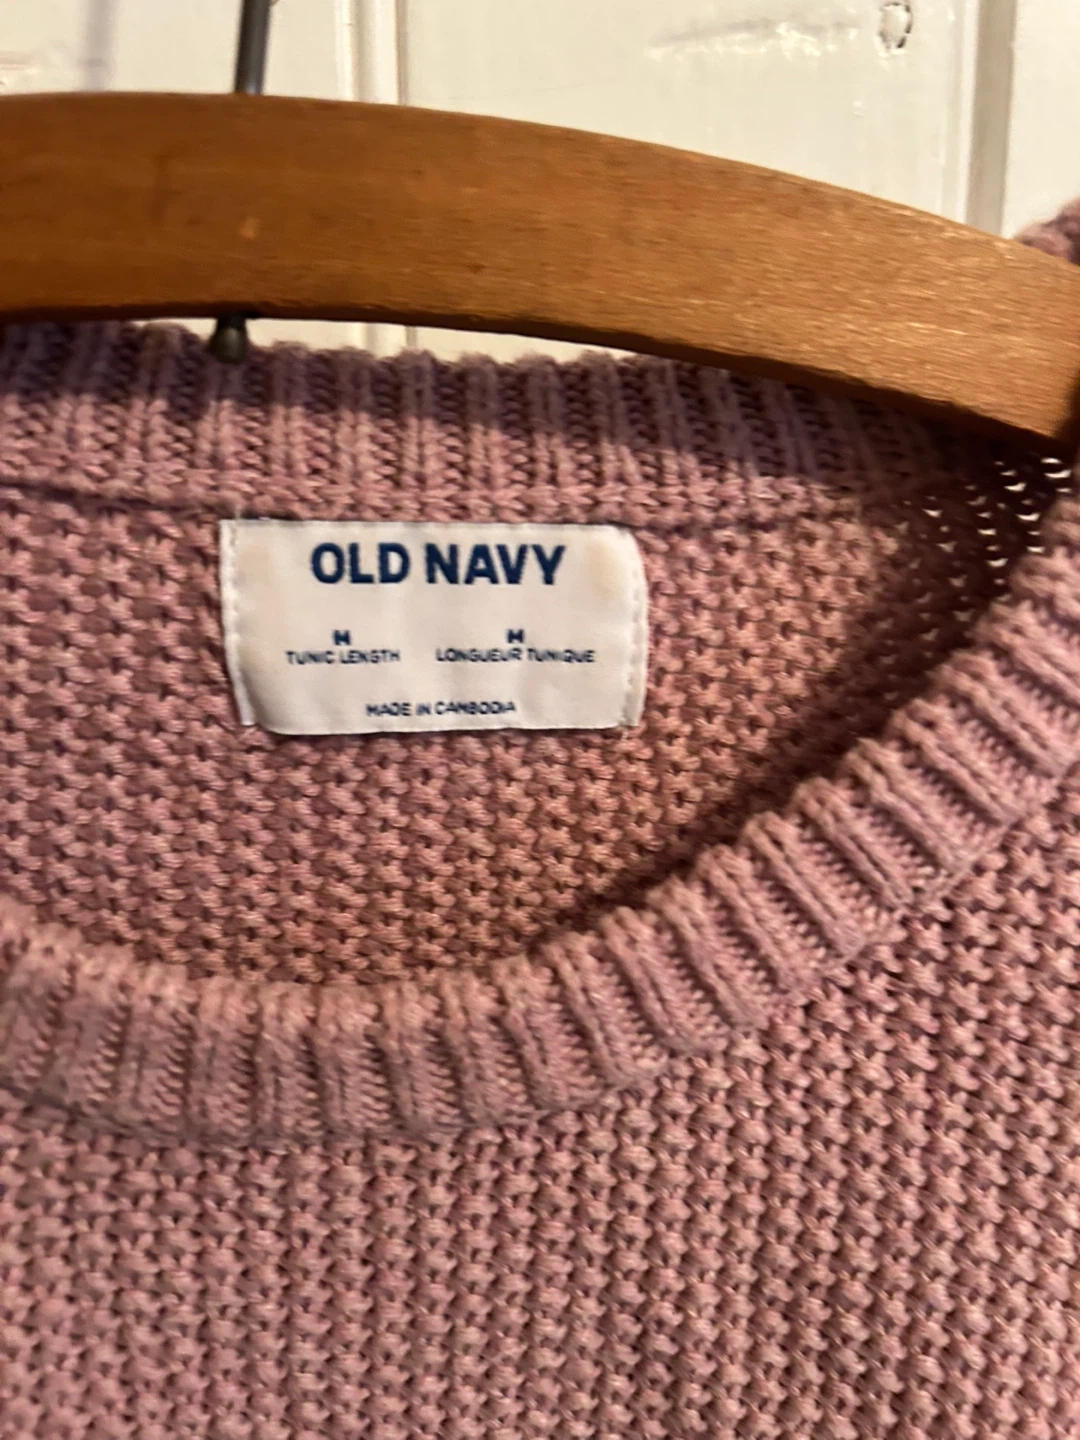 OLD NAVY
M M
TUNIC LENGTH LONGUEUR TUNIQUE
MADE IN CAMBODIA